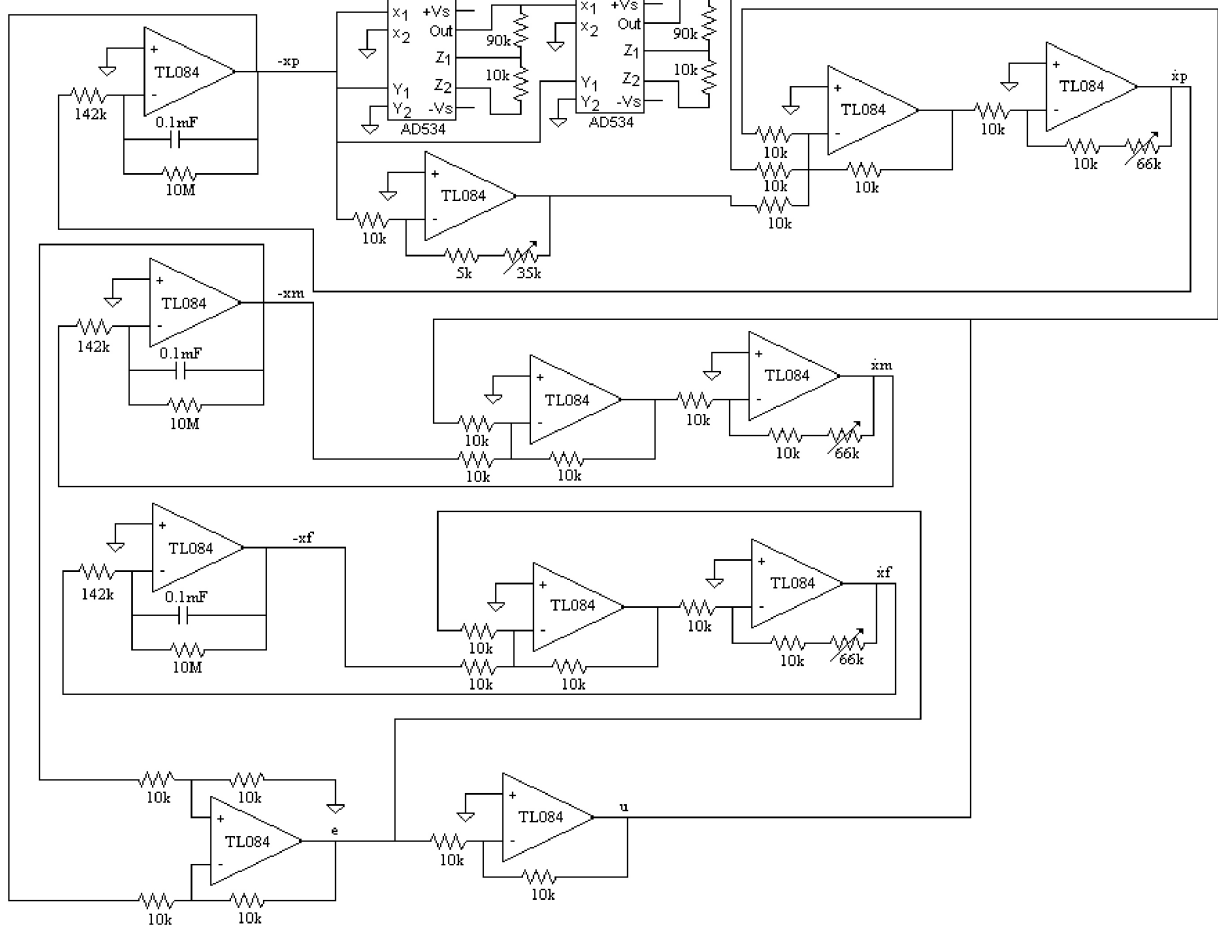 X1
+Vs
X2
Out
Z1
Y1
Z2
Y2
-Vs
AD534
90k
10k
X1
+Vs
X2
Out
Z1
Y1
Z2
Y2
-Vs
AD534
90k
10k
+
TL084
-
142k
0.1mF
10M
-xp
+
TL084
-
10k
5k
35k
10k
10k
10k
+
TL084
-
10k
10k
+
TL084
-
10k
66k
ẋp
+
TL084
-
142k
0.1mF
10M
-xm
10k
10k
+
TL084
-
10k
10k
+
TL084
-
10k
66k
ẋm
+
TL084
-
142k
0.1mF
10M
-xf
10k
10k
+
TL084
-
10k
10k
+
TL084
-
10k
66k
ẋf
10k
10k
+
TL084
-
e
10k
10k
10k
+
TL084
-
10k
u